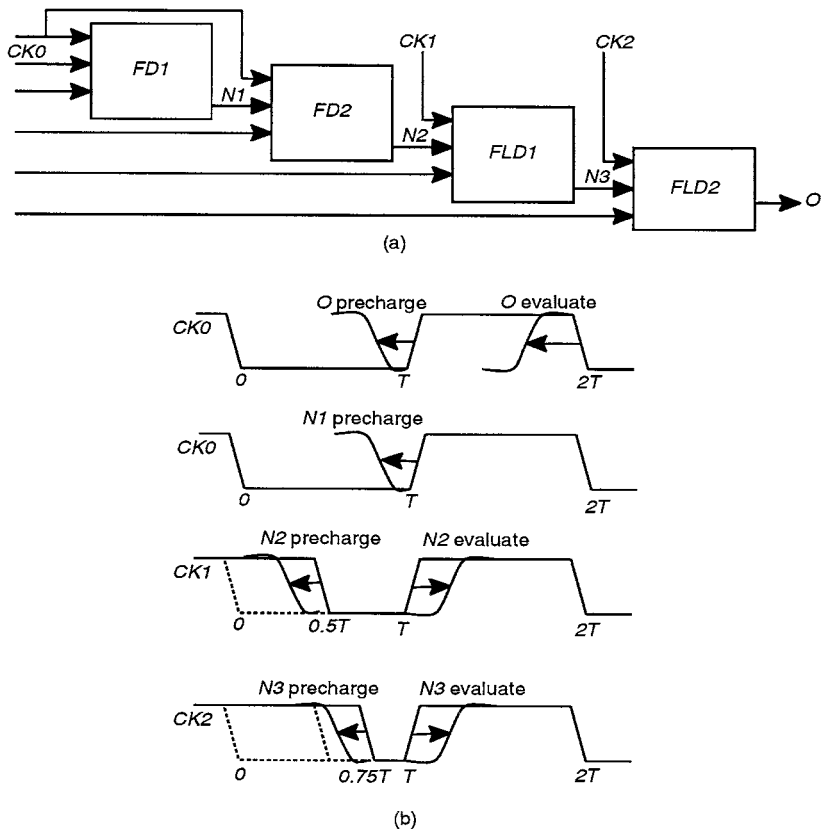 CK0
FD1
N1
FD2
CK1
N2
FLD1
CK2
N3
FLD2
O
(a)
O precharge
O evaluate
CK0
0
T
2T
N1 precharge
CK0
0
T
2T
N2 precharge
N2 evaluate
CK1
0
0.5T
T
2T
N3 precharge
N3 evaluate
CK2
0
0.75T
T
2T
(b)